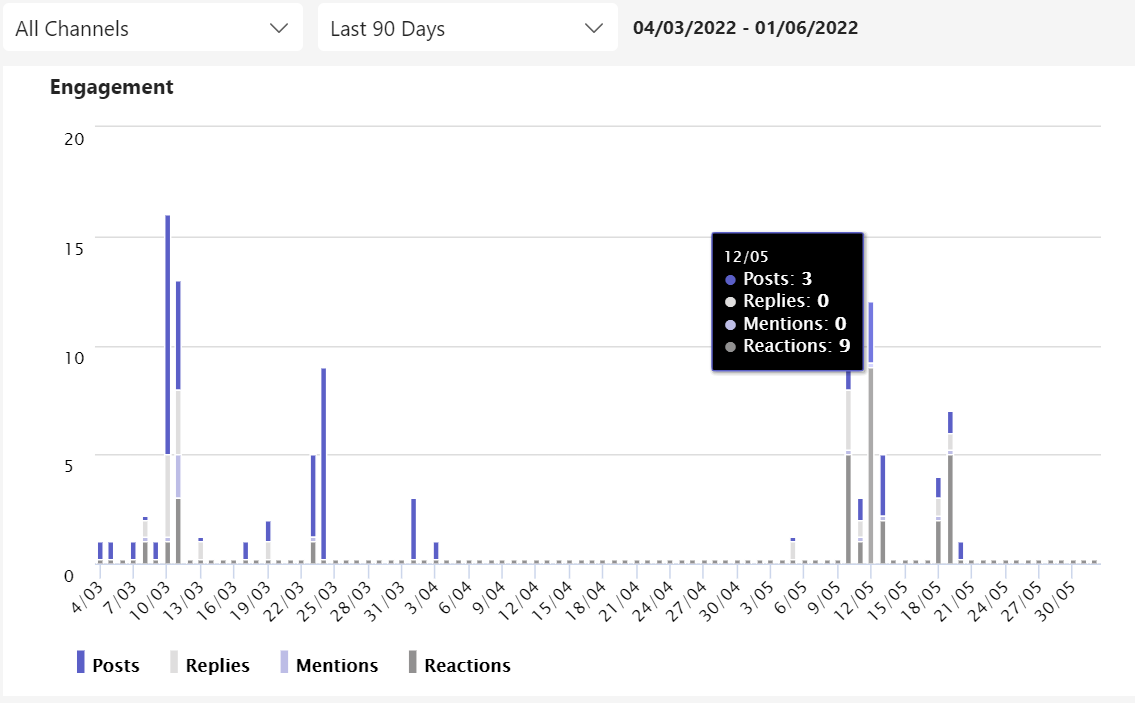 All Channels Last 90 Days 04/03/2022 - 01/06/2022
Engagement
20
15
10
5
0
12/05
Posts: 3
Replies: 0
Mentions: 0
Reactions: 9
4/03 7/03 10/03 13/03 16/03 19/03 22/03 25/03 28/03 31/03 3/04 6/04 9/04 12/04 15/04 18/04 21/04 24/04 27/04 30/04 3/05 6/05 9/05 12/05 15/05 18/05 21/05 24/05 27/05 30/05
Posts Replies Mentions Reactions